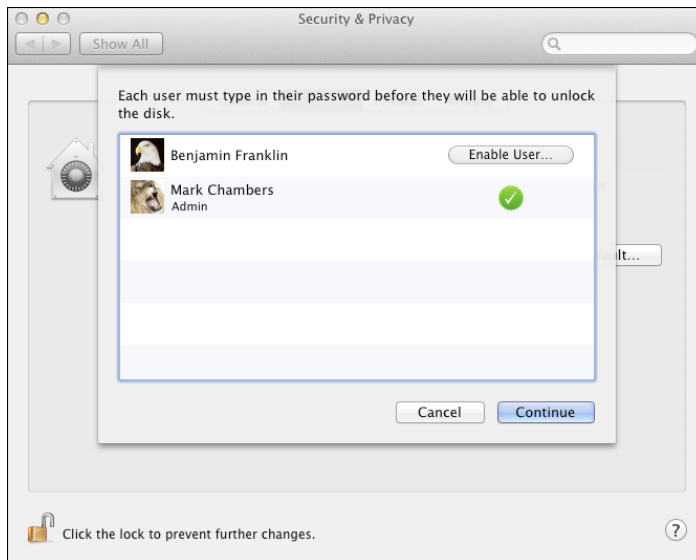 Security & Privacy
Show All
Each user must type in their password before they will be able to unlock
the disk.
Benjamin Franklin
Enable User...
Mark Chambers
Admin
ult...
Cancel
Continue
Click the lock to prevent further changes.
?